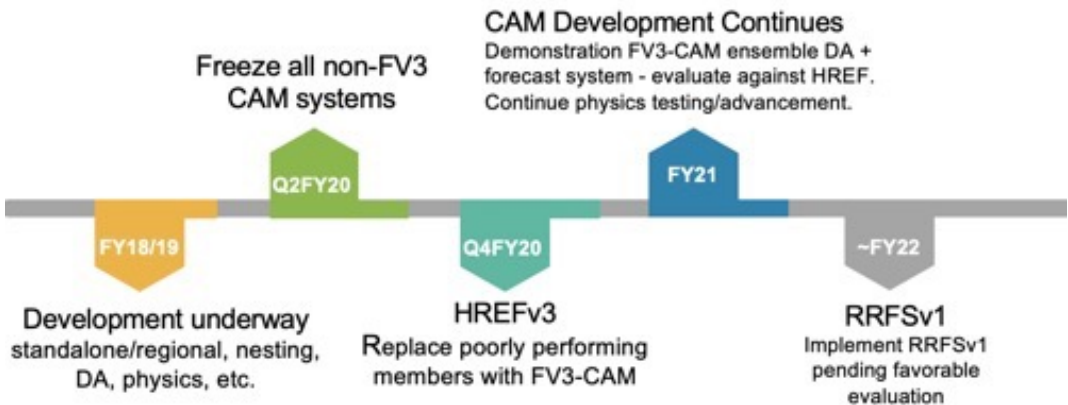 CAM Development Continues
Demonstration FV3-CAM ensemble DA +
forecast system - evaluate against HREF.
Continue physics testing/advancement.
Freeze all non-FV3
CAM systems
Q2FY20
FY21
FY18/19
Q4FY20
~FY22
Development underway
standalone/regional, nesting,
DA, physics, etc.
HREFv3
Replace poorly performing
members with FV3-CAM
RRFSv1
Implement RRFSv1
pending favorable
evaluation